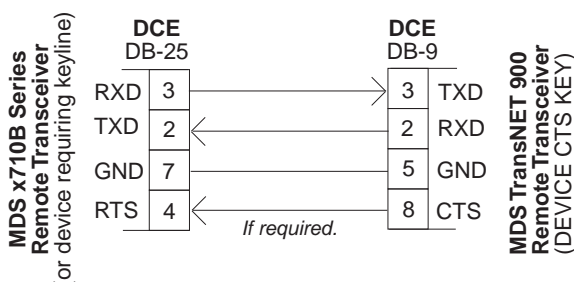 MDS x710B Series
Remote Transceiver
(or device requiring keyline)
DCE
DB-25
DCE
DB-9
RXD 3 3 TXD
TXD 2 2 RXD
GND 7 5 GND
RTS 4 8 CTS
If required.
MDS TransNET 900
Remote Transceiver
(DEVICE CTS KEY)